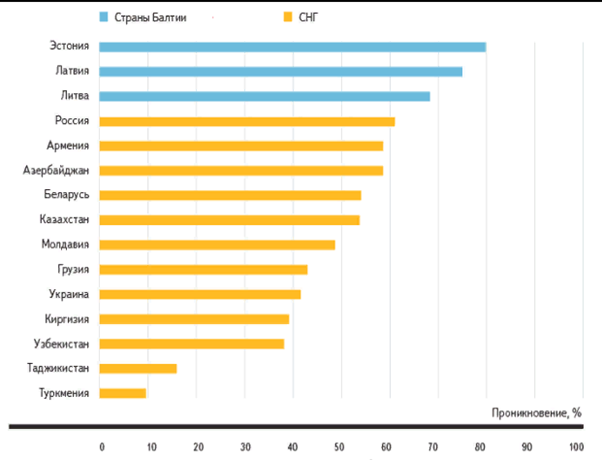 Страны Балтии СНГ
Эстония
Латвия
Литва
Россия
Армения
Азербайджан
Беларусь
Казахстан
Молдавия
Грузия
Украина
Киргизия
Узбекистан
Таджикистан
Туркмения
Проникновение, %
0 10 20 30 40 50 60 70 80 90 100